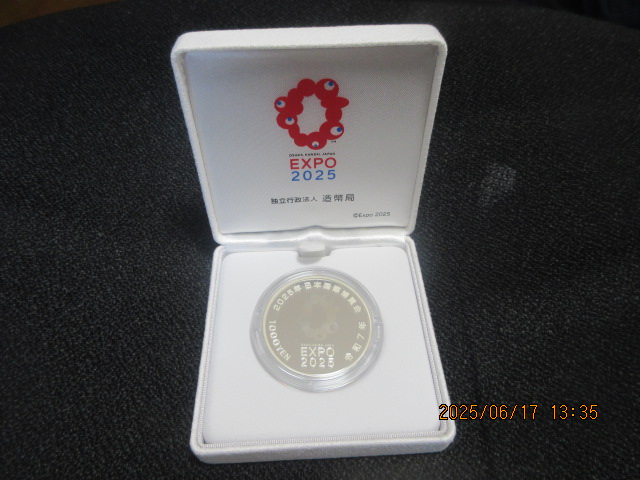 OSAKA, KANSAI, JAPAN
EXPO
2025
独立行政法人 造幣局
©Expo 2025
2025年日本国際博覧会
1000YEN
令和7年
EXPO
2025
2025/06/17 13:35